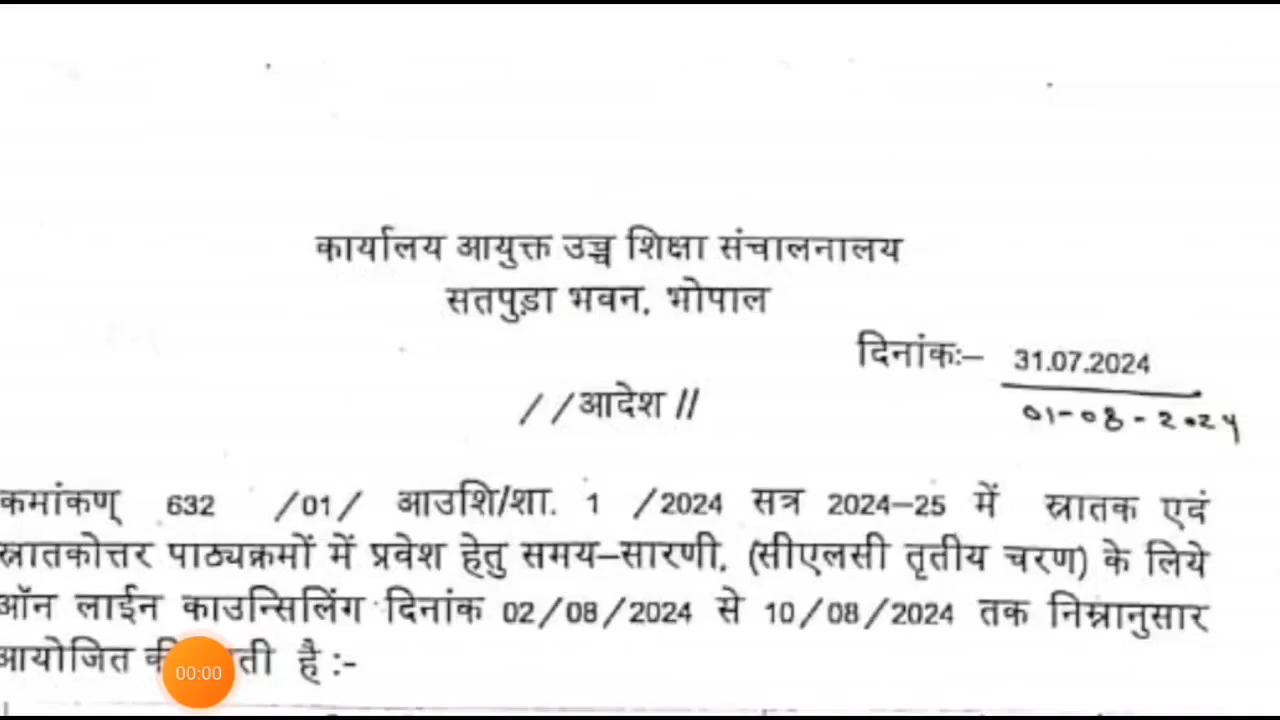 कार्यालय आयुक्त उच्च शिक्षा संचालनालय
सतपुड़ा भवन, भोपाल
दिनांकः– 31.07.2024
01-08-2024
//आदेश//
कमांकण् 632 /01/ आउशि/शा. 1 /2024 सत्र 2024–25 में स्नातक एवं
स्नातकोत्तर पाठ्यक्रमों में प्रवेश हेतु समय–सारणी, (सीएलसी तृतीय चरण) के लिये
ऑन लाईन काउन्सिलिंग दिनांक 02/08/2024 से 10/08/2024 तक निम्नानुसार
आयोजित है :-
00:00